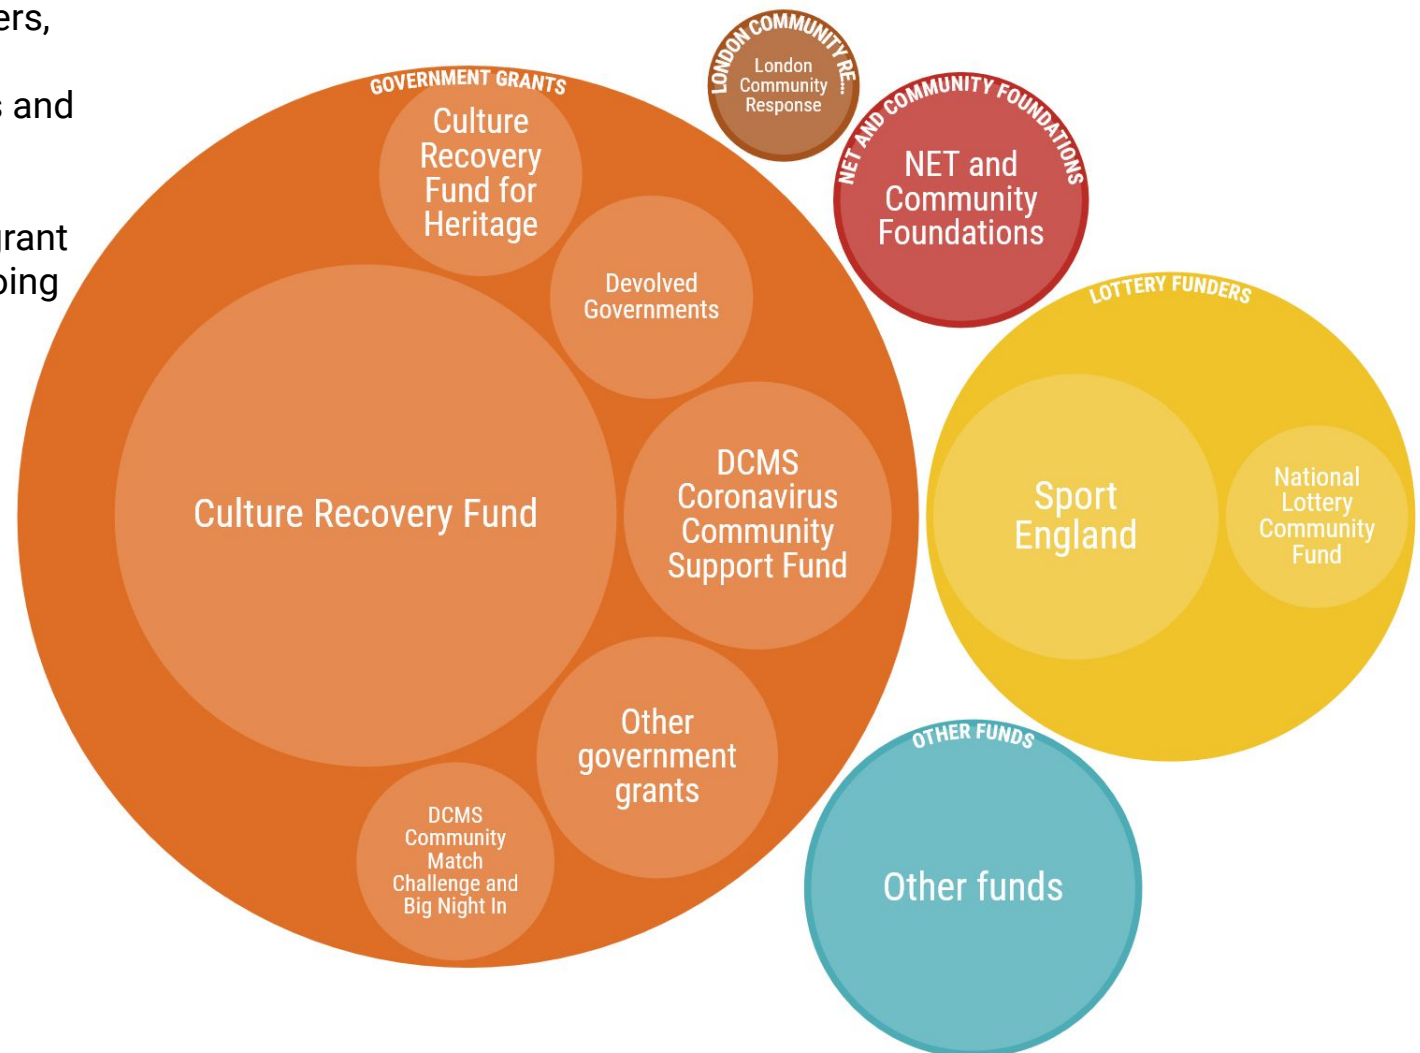 ers,
s and
grant
ping
GOVERNMENT GRANTS
Culture
Recovery
Fund for
Heritage
Devolved
Governments
Culture Recovery Fund
DCMS
Coronavirus
Community
Support Fund
Other
government
grants
DCMS
Community
Match
Challenge and
Big Night In
LONDON COMMUNITY RE...
London
Community
Response
NET AND COMMUNITY FOUNDATIONS
NET and
Community
Foundations
LOTTERY FUNDERS
Sport
England
National
Lottery
Community
Fund
OTHER FUNDS
Other funds